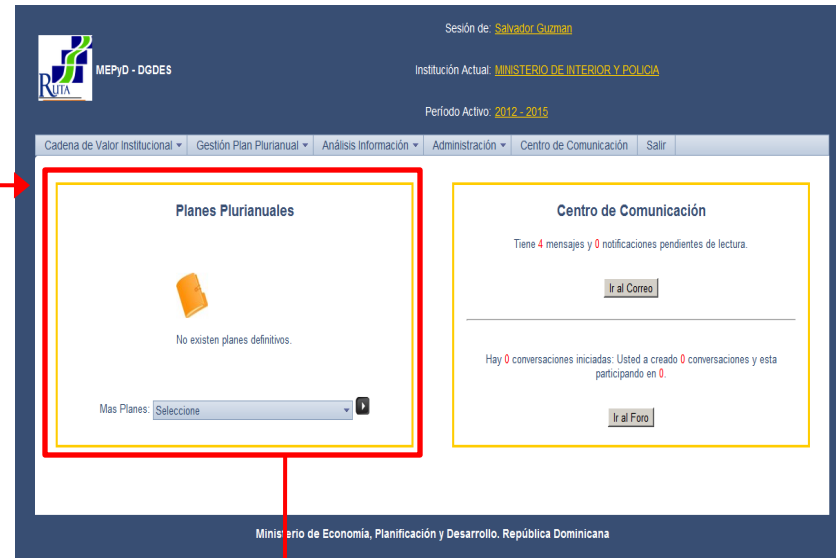 Sesión de: Salvador Guzman
RUTA
MEPyD - DGDES
Institución Actual: MINISTERIO DE INTERIOR Y POLICIA
Período Activo: 2012 - 2015
Cadena de Valor Institucional Gestión Plan Plurianual Análisis Información Administración Centro de Comunicación Salir
Planes Plurianuales
No existen planes definitivos.
Mas Planes: Seleccione
Centro de Comunicación
Tiene 4 mensajes y 0 notificaciones pendientes de lectura.
Ir al Correo
Hay 0 conversaciones iniciadas: Usted a creado 0 conversaciones y esta
participando en 0.
Ir al Foro
Ministerio de Economía, Planificación y Desarrollo. República Dominicana